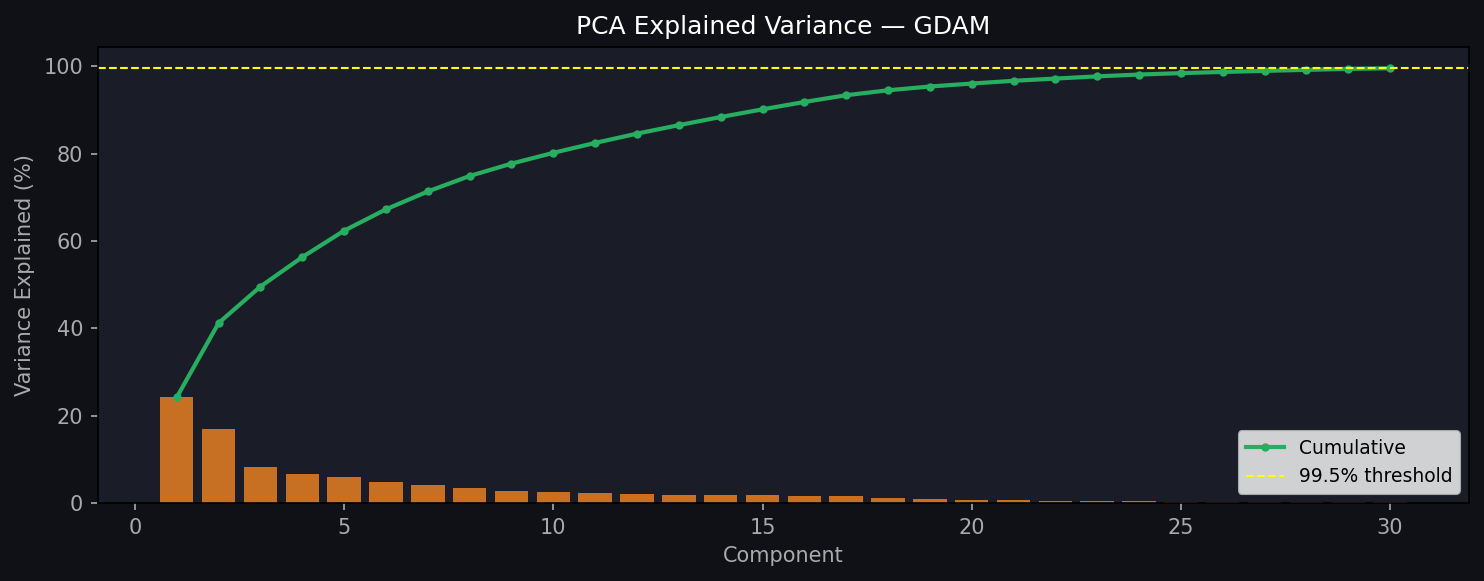 PCA Explained Variance — GDAM
Variance Explained (%)
100
80
60
40
20
0
0 5 10 15 20 25 30
Component
Cumulative
99.5% threshold